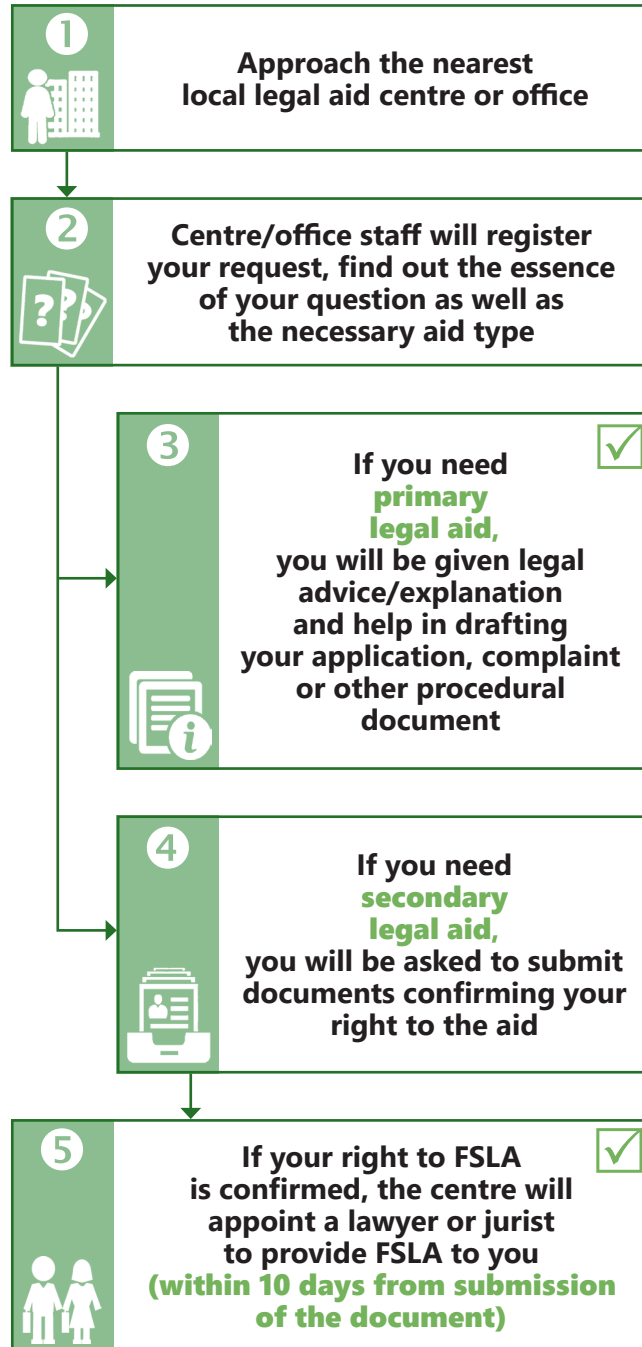 1
Approach the nearest
local legal aid centre or office
2
Centre/office staff will register
your request, find out the essence
of your question as well as
the necessary aid type
? ? ?
3
If you need
primary
legal aid,
you will be given legal
advice/explanation
and help in drafting
your application, complaint
or other procedural
document
i
4
If you need
secondary
legal aid,
you will be asked to submit
documents confirming your
right to the aid
5
If your right to FSLA
is confirmed, the centre will
appoint a lawyer or jurist
to provide FSLA to you
(within 10 days from submission
of the document)